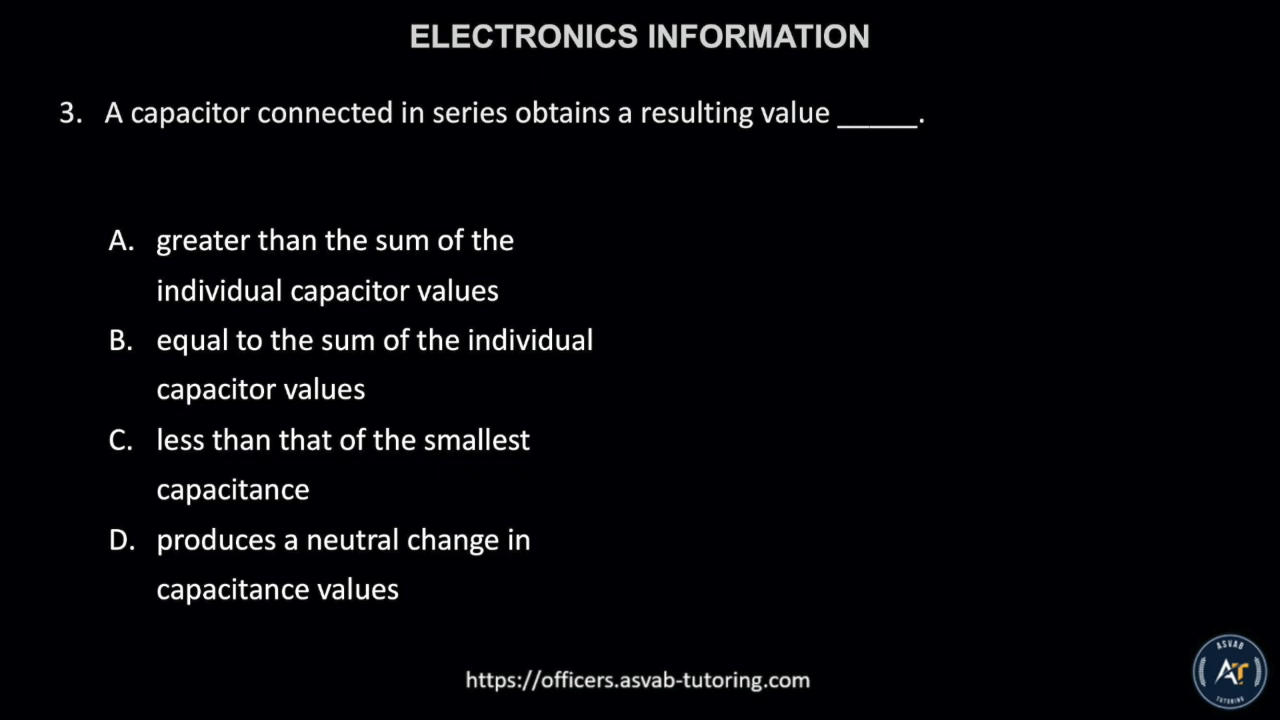 ELECTRONICS INFORMATION
3. A capacitor connected in series obtains a resulting value _____.
A. greater than the sum of the
individual capacitor values
B. equal to the sum of the individual
capacitor values
C. less than that of the smallest
capacitance
D. produces a neutral change in
capacitance values
https://officers.asvab-tutoring.com
ASVAB
AT
TUTORING